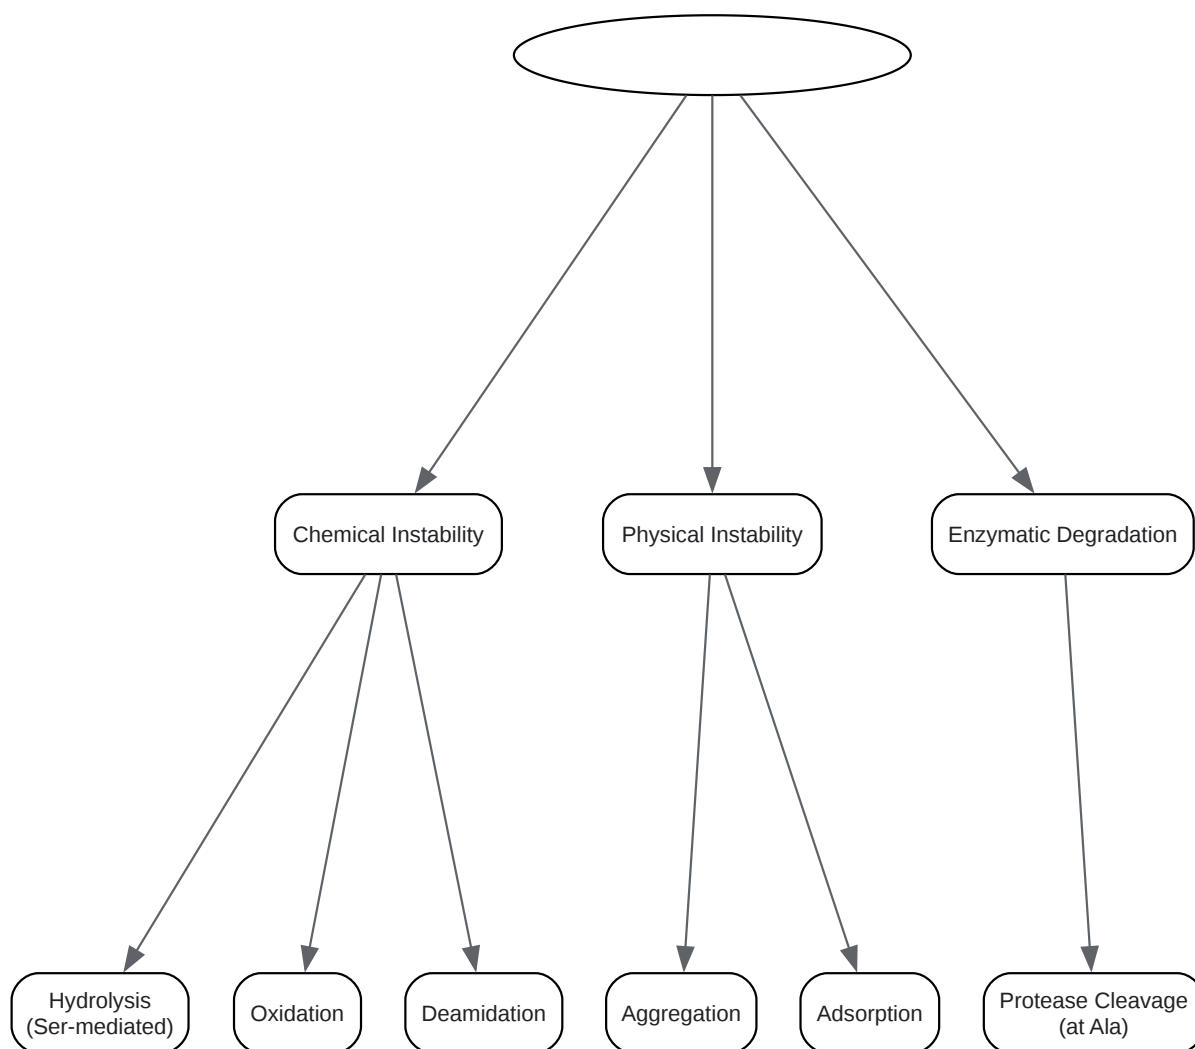 Chemical Instability
Physical Instability
Enzymatic Degradation
Hydrolysis
(Ser-mediated)
Oxidation
Deamidation
Aggregation
Adsorption
Protease Cleavage
(at Ala)